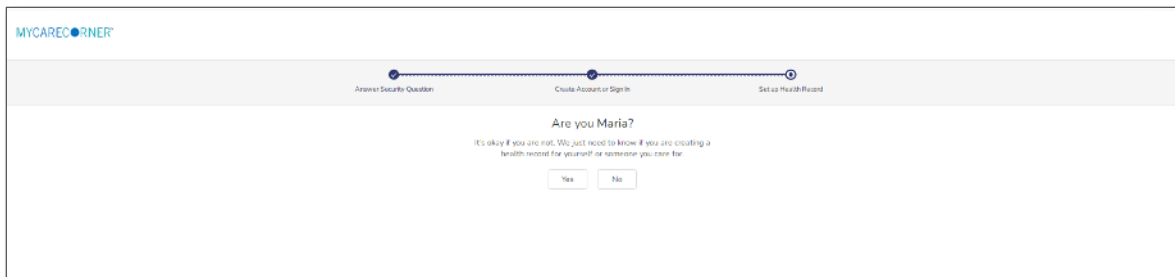 MYCARECORNER™
Answer Security Question
Create Account or Sign In
Set up Health Record
Are you Maria?
It's okay if you are not. We just need to know if you are creating a
health record for yourself or someone you care for
Yes
No